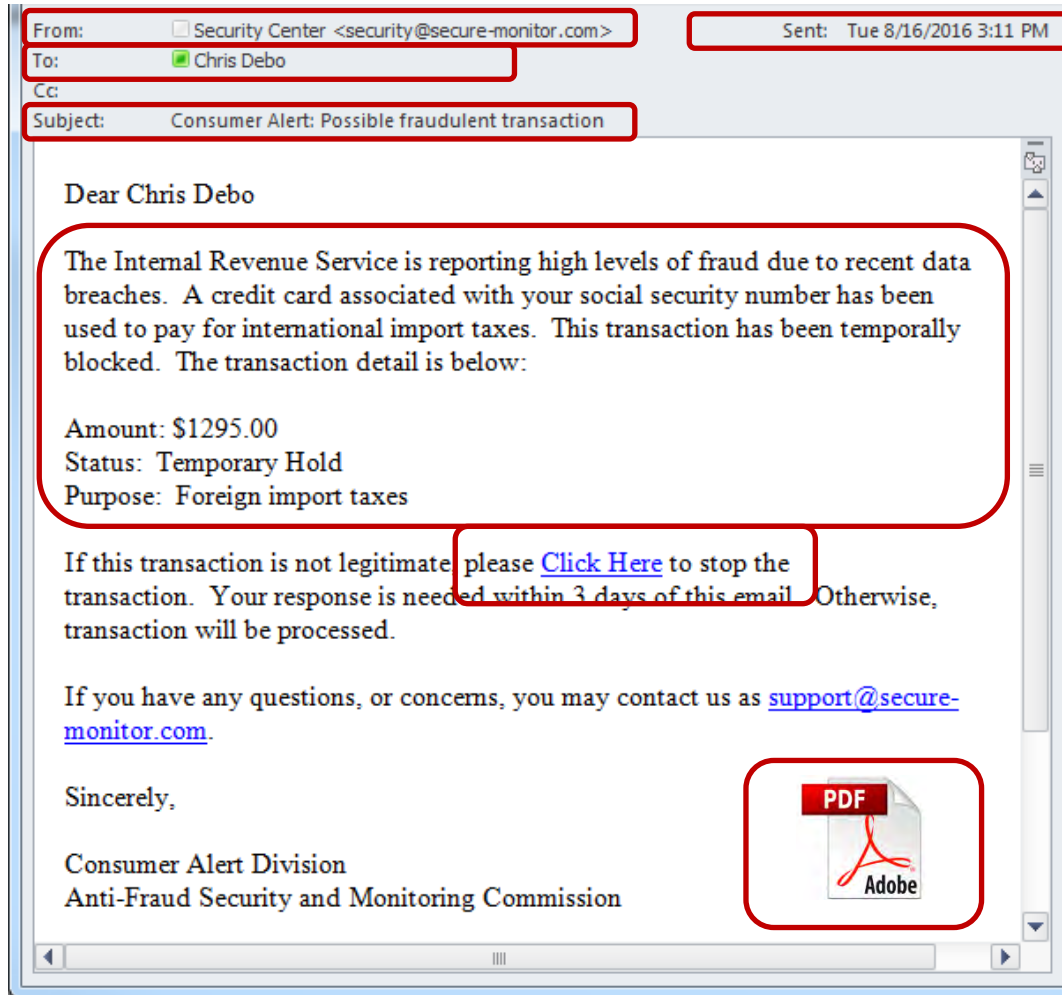 From: Security Center <security@secure-monitor.com> Sent: Tue 8/16/2016 3:11 PM
To: Chris Debo
Cc:
Subject: Consumer Alert: Possible fraudulent transaction
Dear Chris Debo
The Internal Revenue Service is reporting high levels of fraud due to recent data
breaches.  A credit card associated with your social security number has been
used to pay for international import taxes.  This transaction has been temporally
blocked.  The transaction detail is below:
Amount: $1295.00
Status:  Temporary Hold
Purpose:  Foreign import taxes
If this transaction is not legitimate, please Click Here to stop the
transaction.  Your response is needed within 3 days of this email.  Otherwise,
transaction will be processed.
If you have any questions, or concerns, you may contact us as support@secure-
monitor.com.
Sincerely,
PDF
Adobe
Consumer Alert Division
Anti-Fraud Security and Monitoring Commission